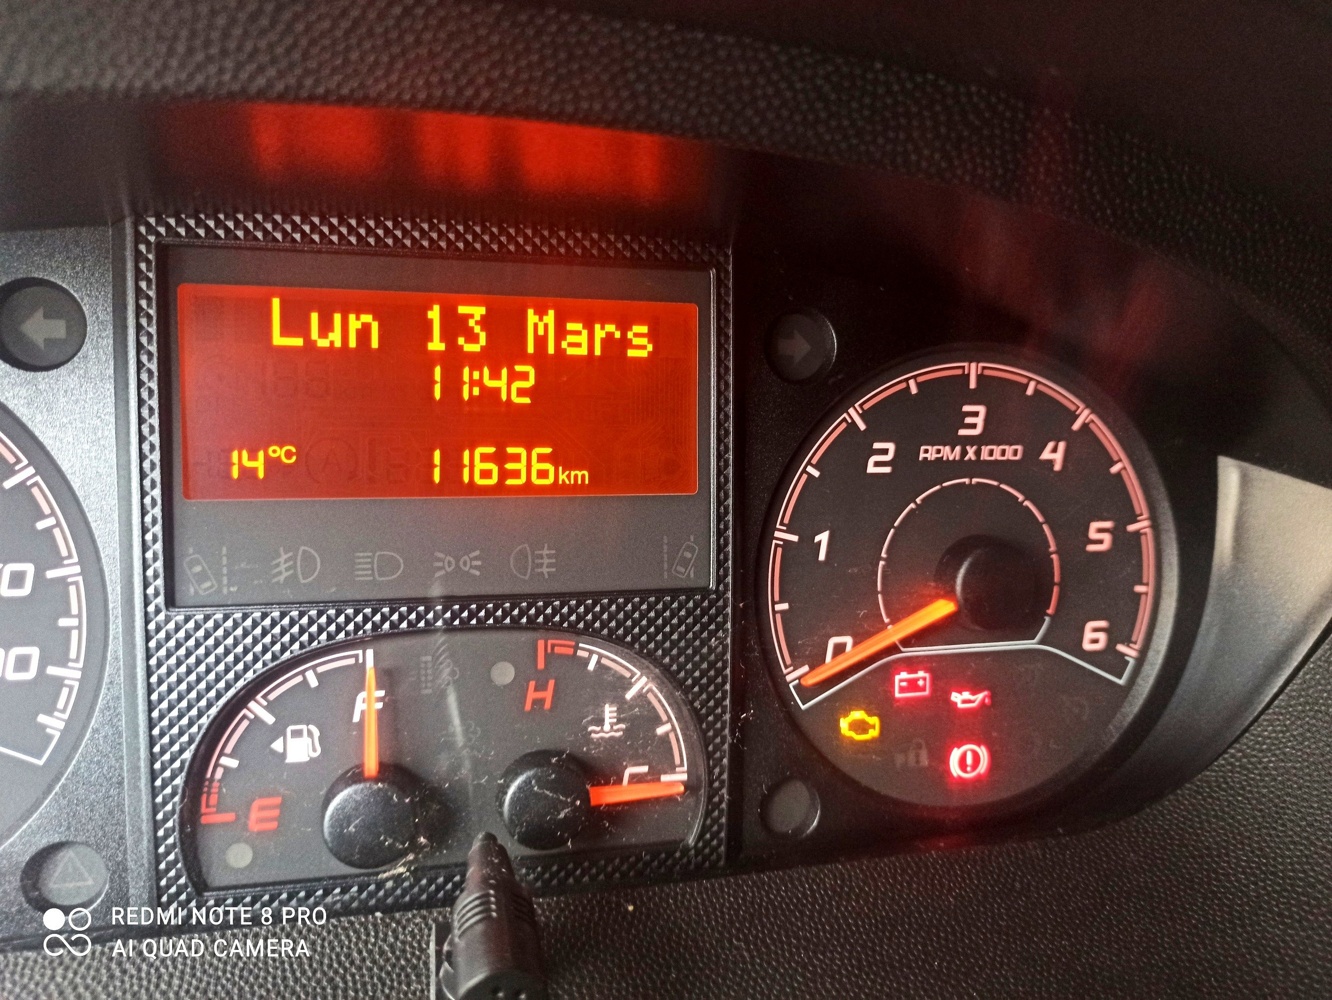 Lun 13 Mars
11:42
14°C 11636km
F
E
H
C
RPM X 1000
0
1
2
3
4
5
6
REDMI NOTE 8 PRO
AI QUAD CAMERA